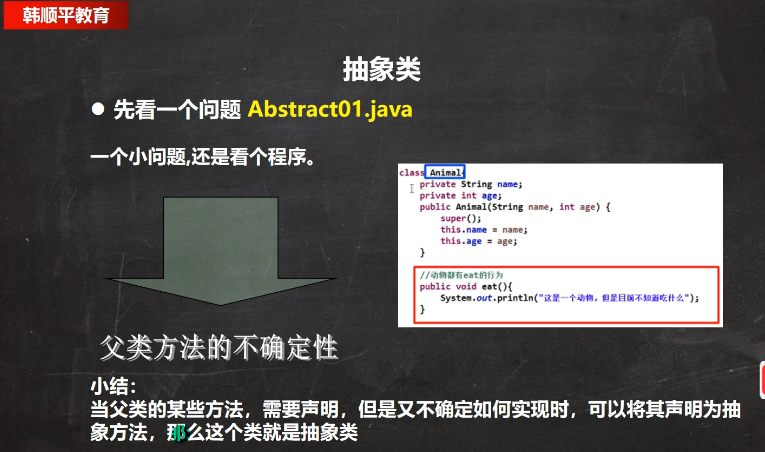 韩顺平教育
抽象类
● 先看一个问题 Abstract01.java
一个小问题,还是看个程序。
class Animal{
private String name;
private int age;
public Animal(String name, int age) {
super();
this.name = name;
this.age = age;
}
//动物都有eat的行为
public void eat(){
System.out.println("这是一个动物，但是目前不知道吃什么");
}
父类方法的不确定性
小结：
当父类的某些方法，需要声明，但是又不确定如何实现时，可以将其声明为抽
象方法，那么这个类就是抽象类